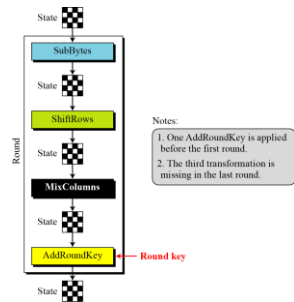 State
SubBytes
State
ShiftRows
State
Round
MixColumns
State
AddRoundKey
Round key
State
Notes:
1. One AddRoundKey is applied
before the first round.
2. The third transformation is
missing in the last round.